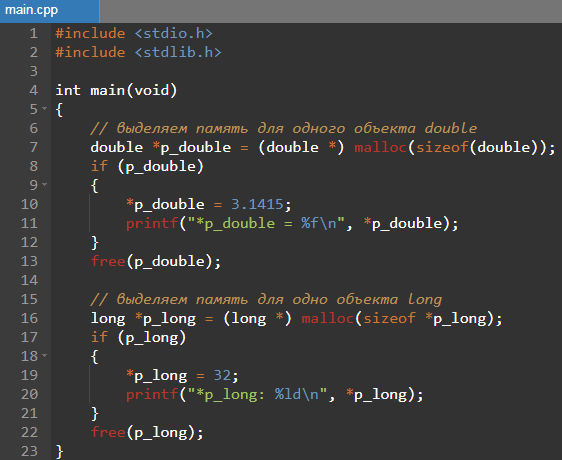 main.cpp
1 #include <stdio.h>
2 #include <stdlib.h>
3
4 int main(void)
5 {
6     // выделяем память для одного объекта double
7     double *p_double = (double *) malloc(sizeof(double));
8     if (p_double)
9     {
10         *p_double = 3.1415;
11         printf("*p_double = %f\n", *p_double);
12     }
13     free(p_double);
14
15     // выделяем память для одно объекта long
16     long *p_long = (long *) malloc(sizeof *p_long);
17     if (p_long)
18     {
19         *p_long = 32;
20         printf("*p_long: %ld\n", *p_long);
21     }
22     free(p_long);
23 }